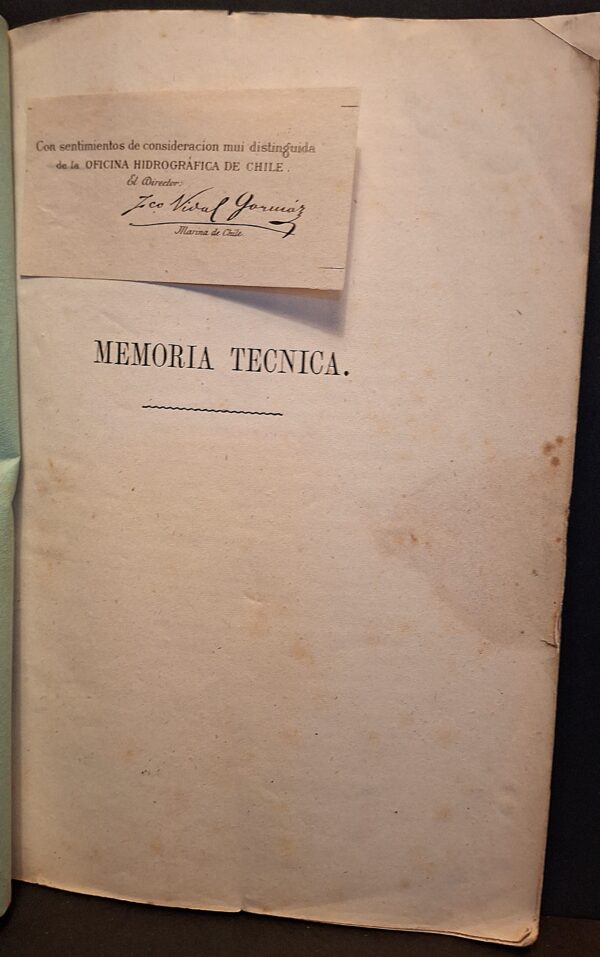 Con sentimientos de consideracion mui distinguida
de la OFICINA HIDROGRÁFICA DE CHILE.
El Director:
Fco Vidal Gormáz
Marina de Chile.
MEMORIA TECNICA.